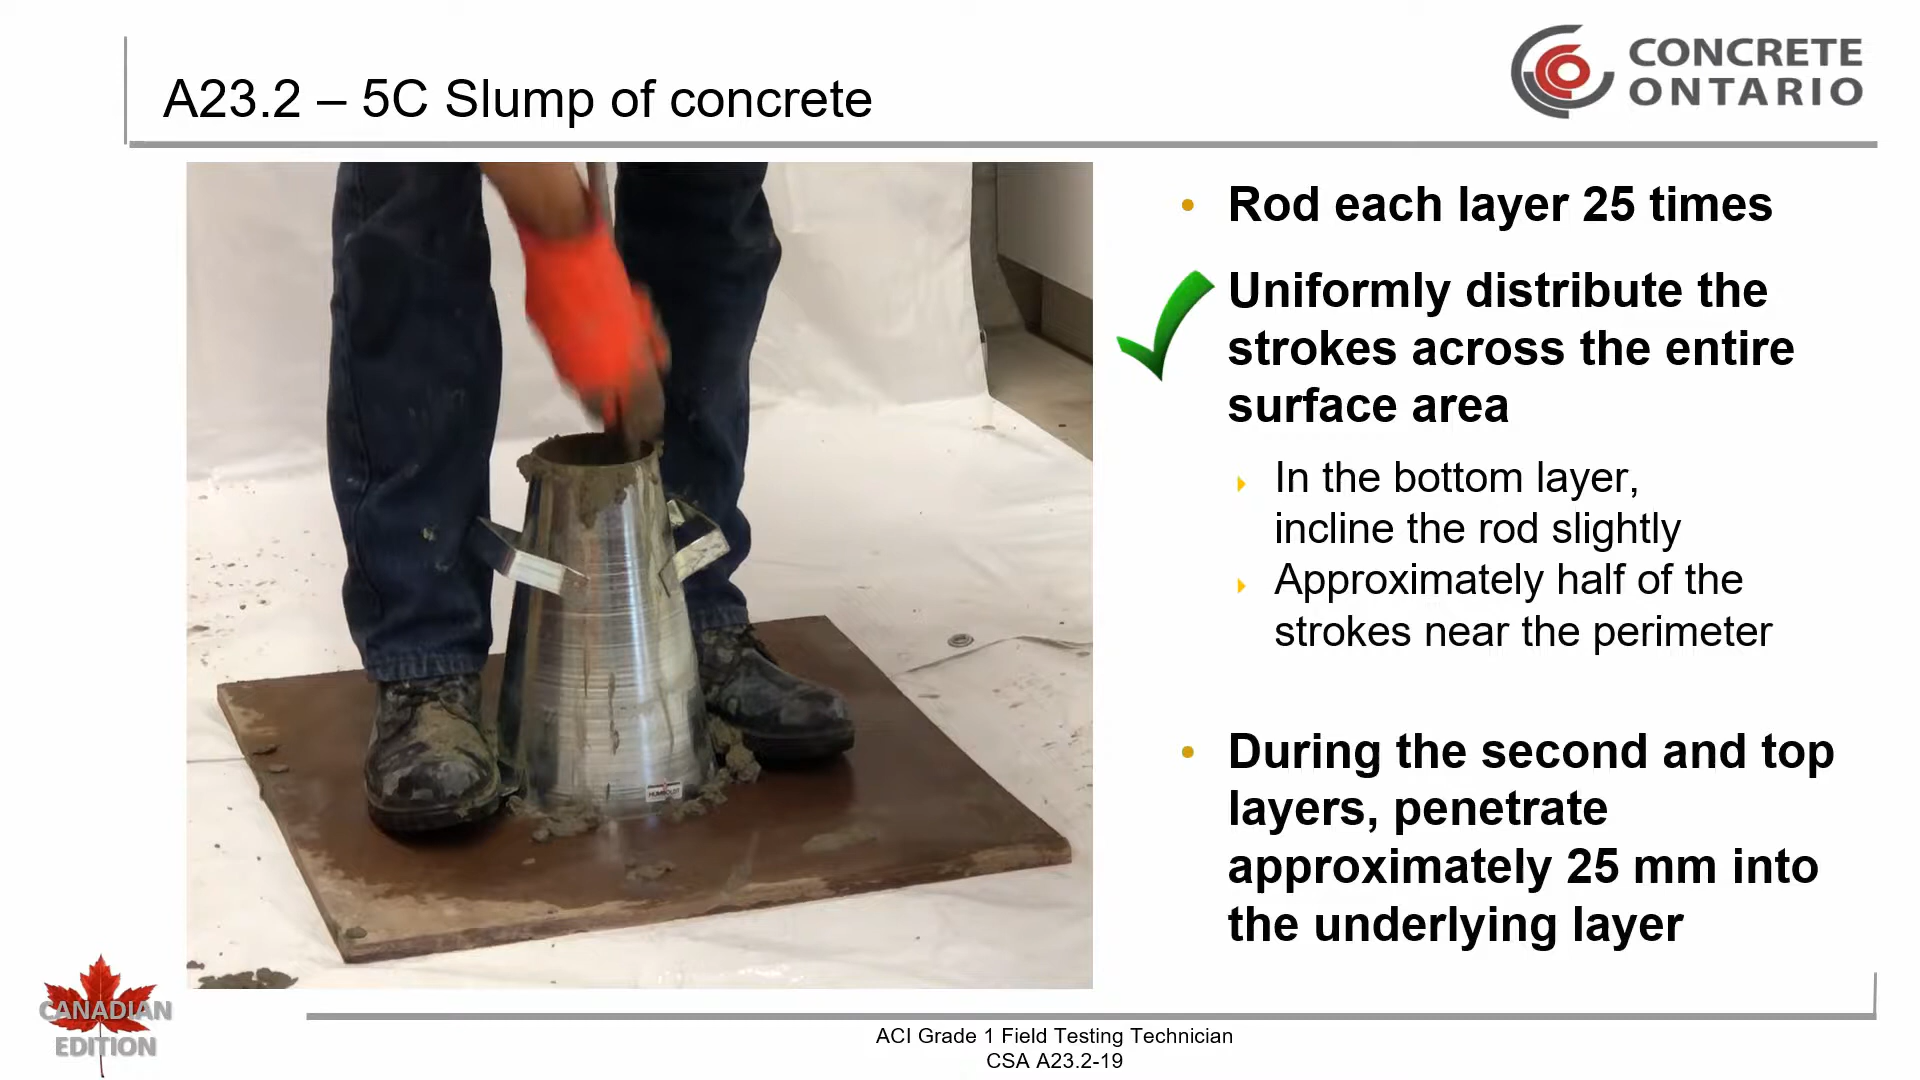 A23.2 – 5C Slump of concrete
CONCRETE
ONTARIO
• Rod each layer 25 times
Uniformly distribute the
strokes across the entire
surface area
In the bottom layer,
incline the rod slightly
Approximately half of the
strokes near the perimeter
• During the second and top
layers, penetrate
approximately 25 mm into
the underlying layer
HUMBOLDT
CANADIAN
EDITION
ACI Grade 1 Field Testing Technician
CSA A23.2-19